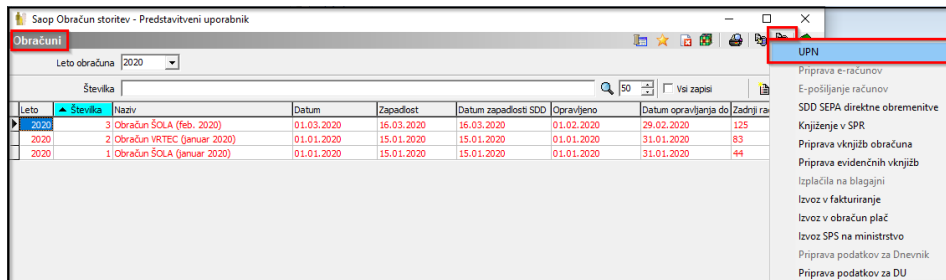 Saop Obračun storitev - Predstavitveni uporabnik
Obračuni
Leto obračuna 2020
Številka 50 Vsi zapisi
Leto Številka Naziv Datum Zapadlost Datum zapadlosti SDD Opravljeno Datum opravljanja do Zadnji
2020 3 Obračun ŠOLA (feb. 2020) 01.03.2020 16.03.2020 16.03.2020 01.02.2020 29.02.2020 125
2020 2 Obračun VRTEC (januar 2020) 01.01.2020 15.01.2020 15.01.2020 01.01.2020 31.01.2020 83
2020 1 Obračun ŠOLA (januar 2020) 01.01.2020 15.01.2020 15.01.2020 01.01.2020 31.01.2020 44
UPN
Priprava e-računov
E-pošiljanje računov
SDD SEPA direktne obremenitve
Knjiženje v SPR
Priprava vknjižb obračuna
Priprava evidenčnih vknjižb
Izplačila na blagajni
Izvoz v fakturiranje
Izvoz v obračun plač
Izvoz SPS na ministrstvo
Priprava podatkov za Dnevnik
Priprava podatkov za DU